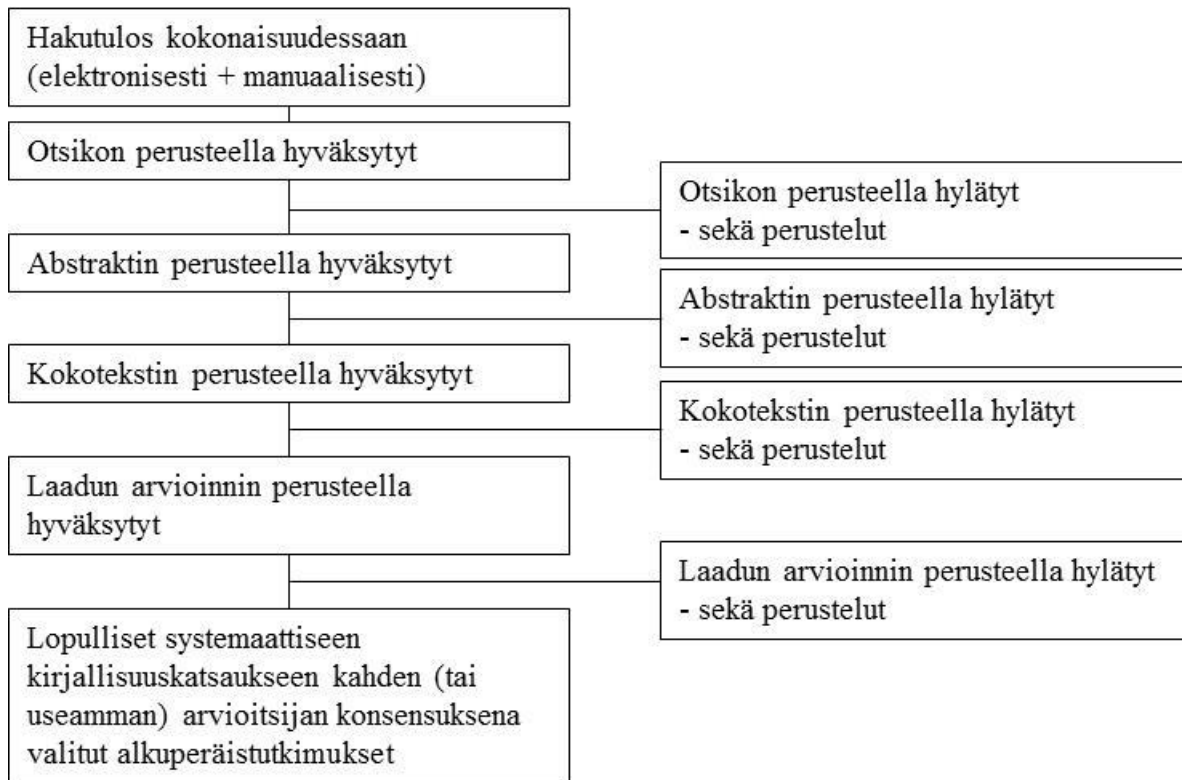 Hakutulos kokonaisuudessaan
(elektronisesti + manuaalisesti)
Otsikon perusteella hyväksytyt
Otsikon perusteella hylätyt
- sekä perustelut
Abstraktin perusteella hyväksytyt
Abstraktin perusteella hylätyt
- sekä perustelut
Kokotekstin perusteella hyväksytyt
Kokotekstin perusteella hylätyt
- sekä perustelut
Laadun arvioinnin perusteella
hyväksytyt
Laadun arvioinnin perusteella hylätyt
- sekä perustelut
Lopulliset systemaattiseen
kirjallisuuskatsaukseen kahden (tai
useamman) arvioitsijan konsensuksena
valitut alkuperäistutkimukset